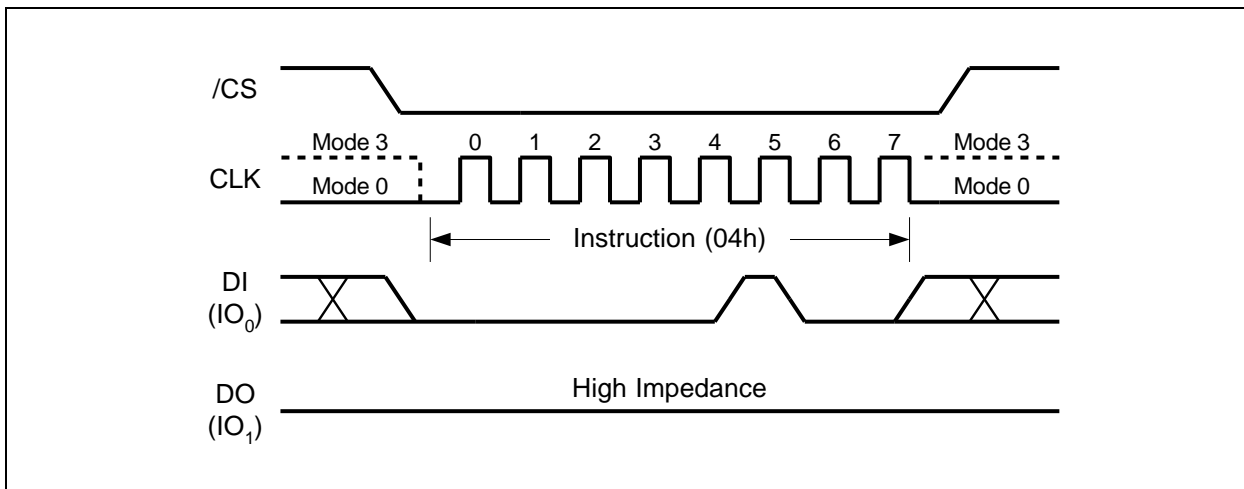 /CS
Mode 3 0 1 2 3 4 5 6 7 Mode 3
CLK
Mode 0 Mode 0
Instruction (04h)
DI
(IO0)
High Impedance
DO
(IO1)